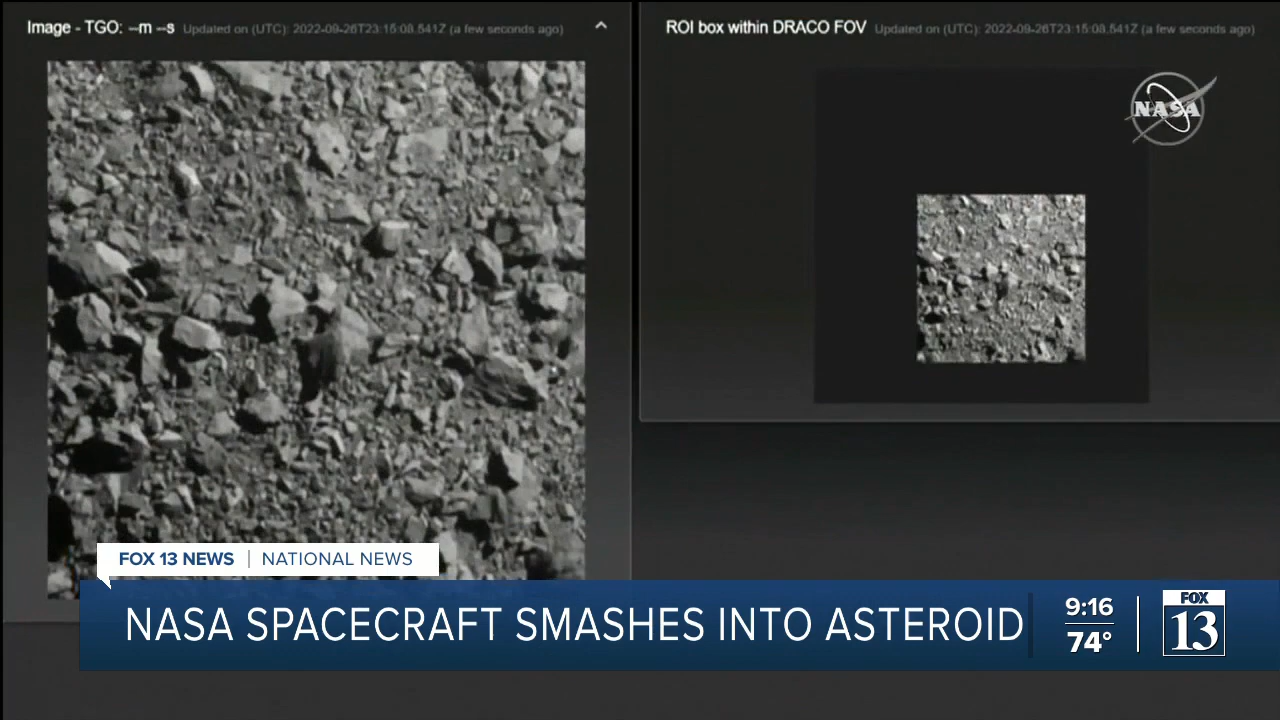 Image - TGO: --m --s Updated on (UTC): 2022-09-26T23:15:08.541Z (a few seconds ago)
ROI box within DRACO FOV Updated on (UTC): 2022-09-26T23:15:08.541Z (a few seconds ago)
NASA
FOX 13 NEWS | NATIONAL NEWS
NASA SPACECRAFT SMASHES INTO ASTEROID
9:16
74°
FOX
13